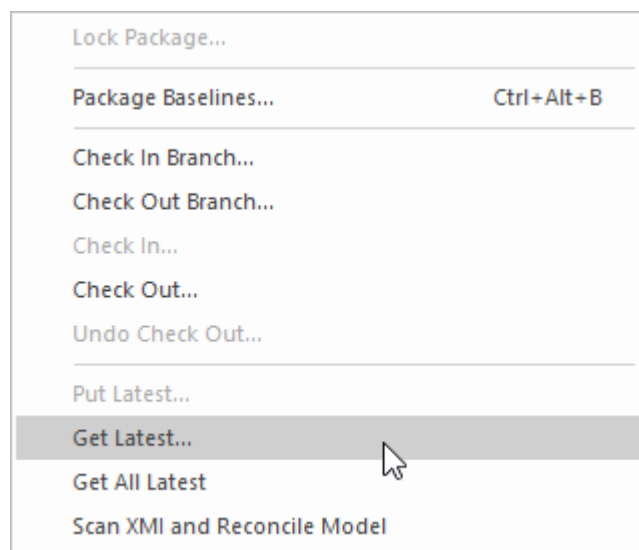 Lock Package...
Package Baselines... Ctrl+Alt+B
Check In Branch...
Check Out Branch...
Check In...
Check Out...
Undo Check Out...
Put Latest...
Get Latest...
Get All Latest
Scan XMI and Reconcile Model